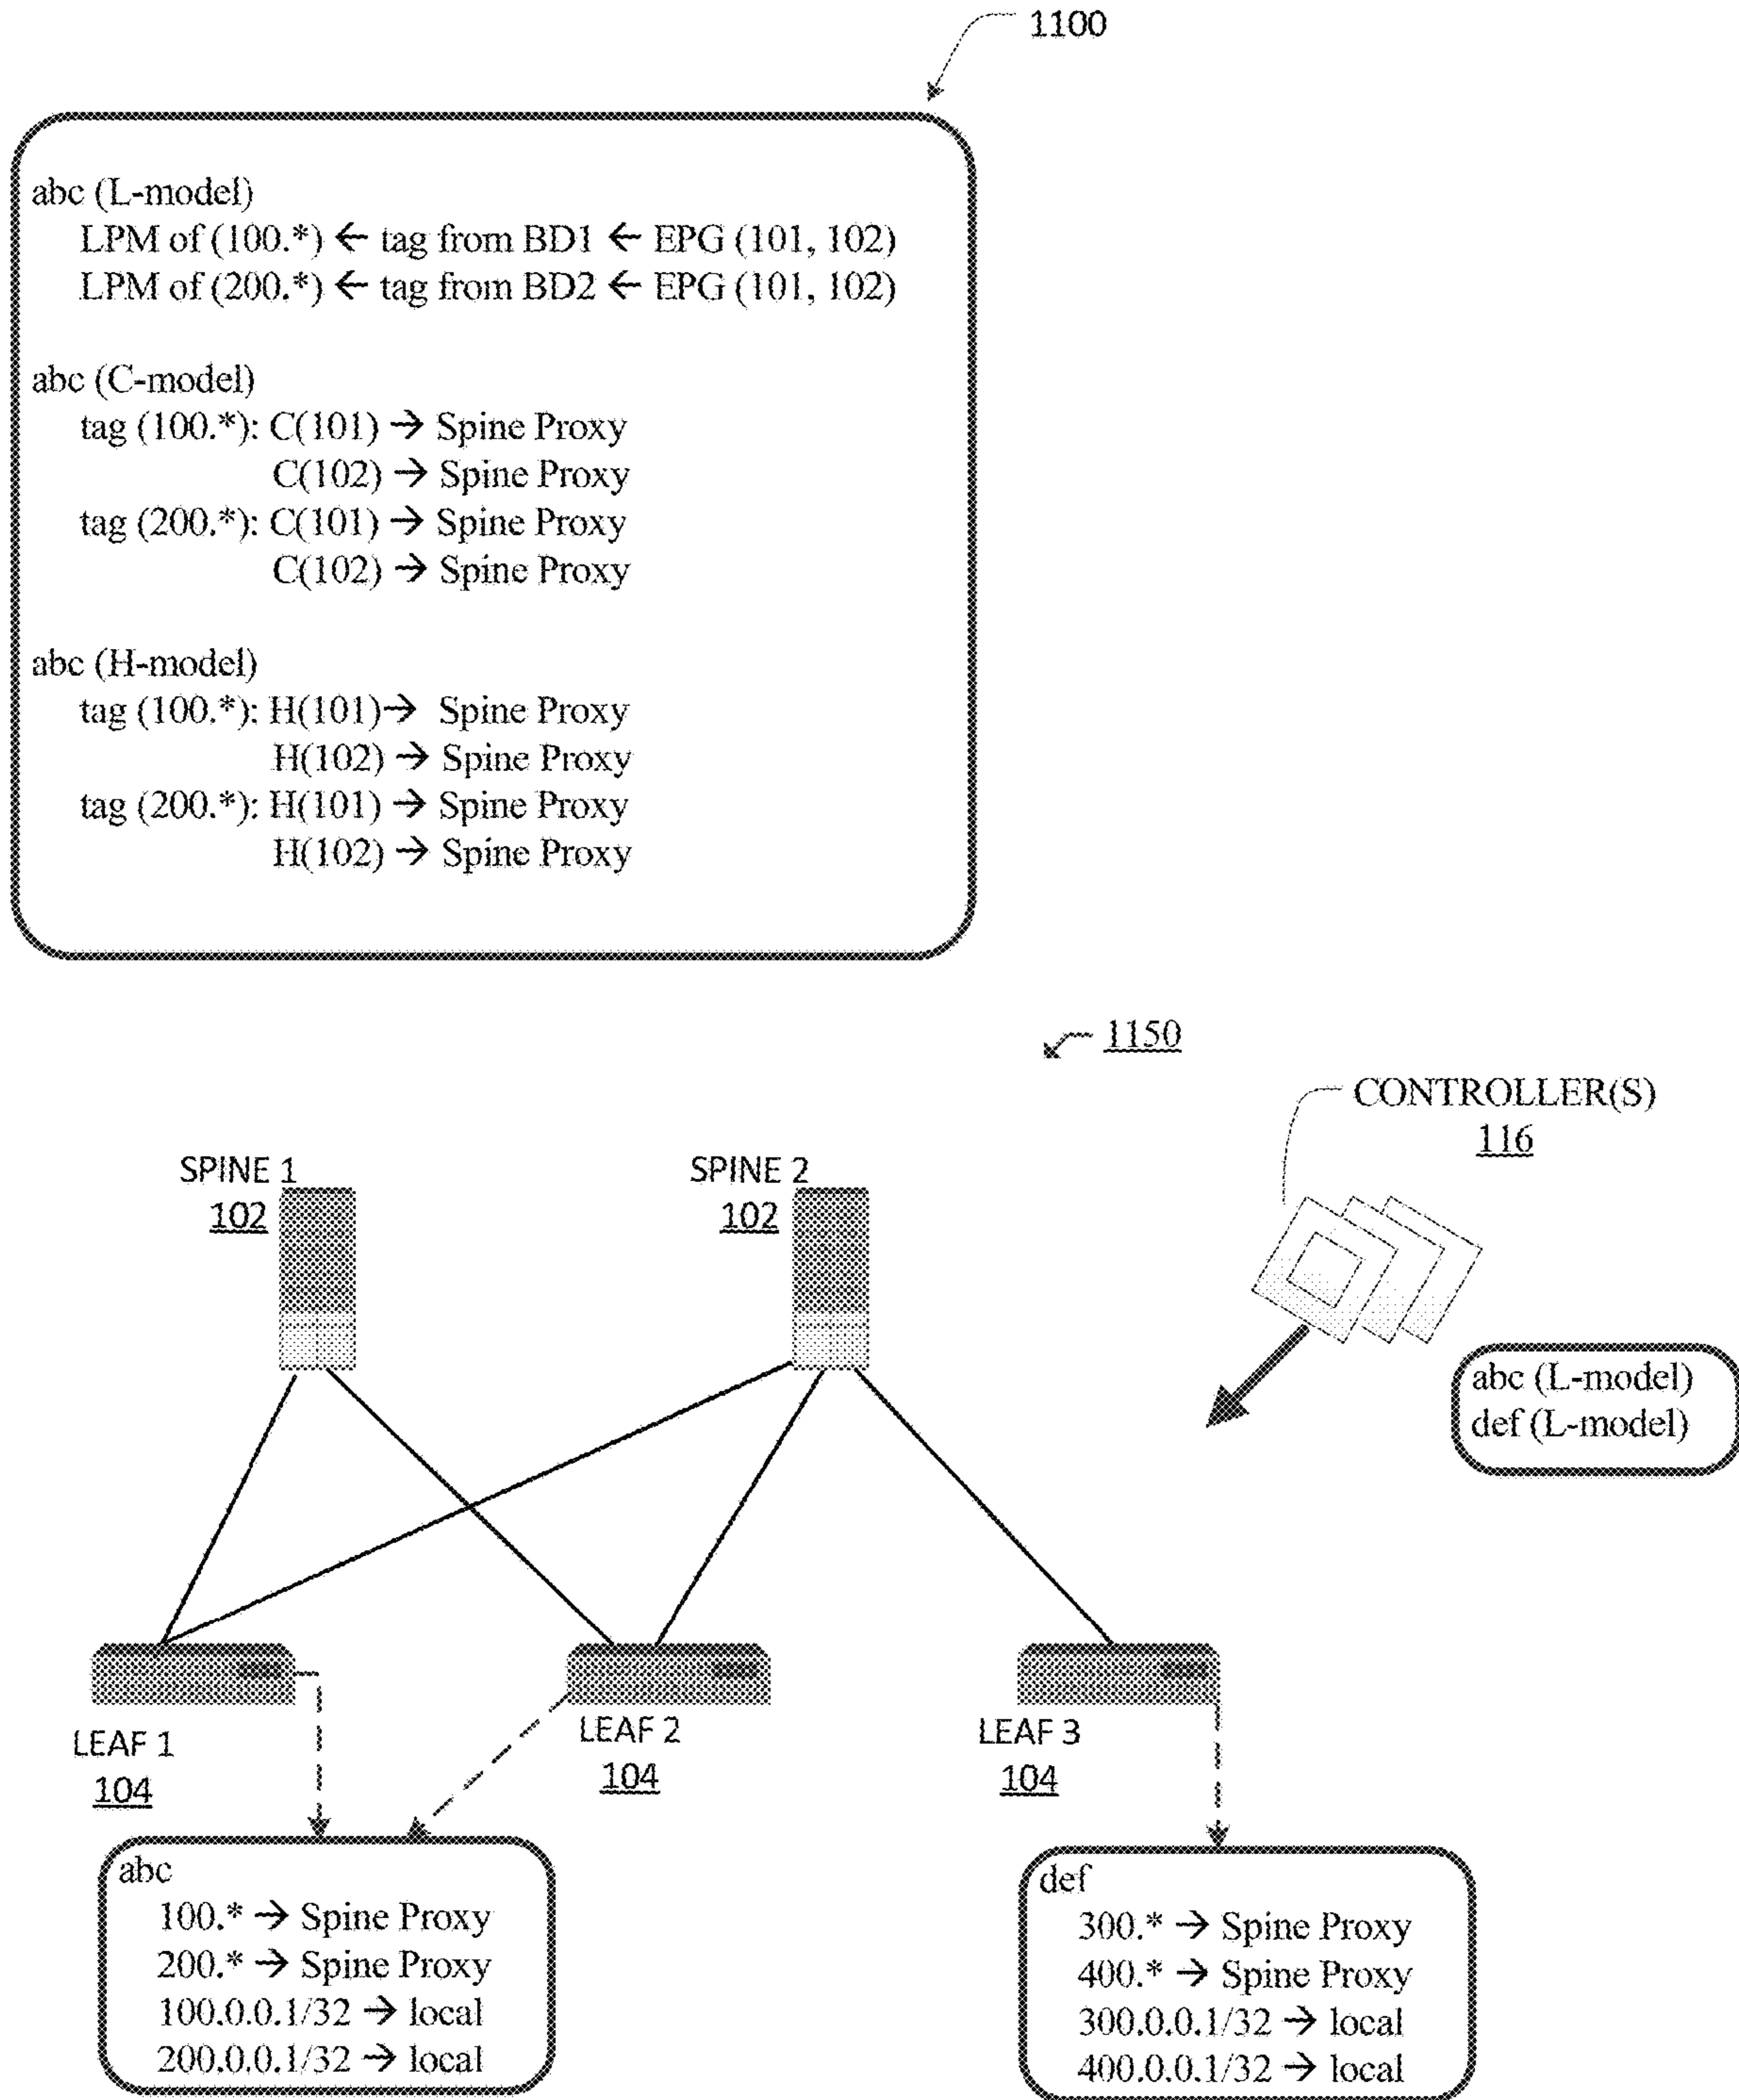 1100
abc (L-model)
LPM of (100.*) ← tag from BD1 ← EPG (101, 102)
LPM of (200.*) ← tag from BD2 ← EPG (101, 102)
abc (C-model)
tag (100.*): C(101) → Spine Proxy
C(102) → Spine Proxy
tag (200.*): C(101) → Spine Proxy
C(102) → Spine Proxy
abc (H-model)
tag (100.*): H(101)→ Spine Proxy
H(102) → Spine Proxy
tag (200.*): H(101) → Spine Proxy
H(102) → Spine Proxy
1150
CONTROLLER(S)
116
SPINE 1
102
SPINE 2
102
abc (L-model)
def (L-model)
LEAF 1
104
LEAF 2
104
LEAF 3
104
abc
100.* → Spine Proxy
200.* → Spine Proxy
100.0.0.1/32 → local
200.0.0.1/32 → local
def
300.* → Spine Proxy
400.* → Spine Proxy
300.0.0.1/32 → local
400.0.0.1/32 → local